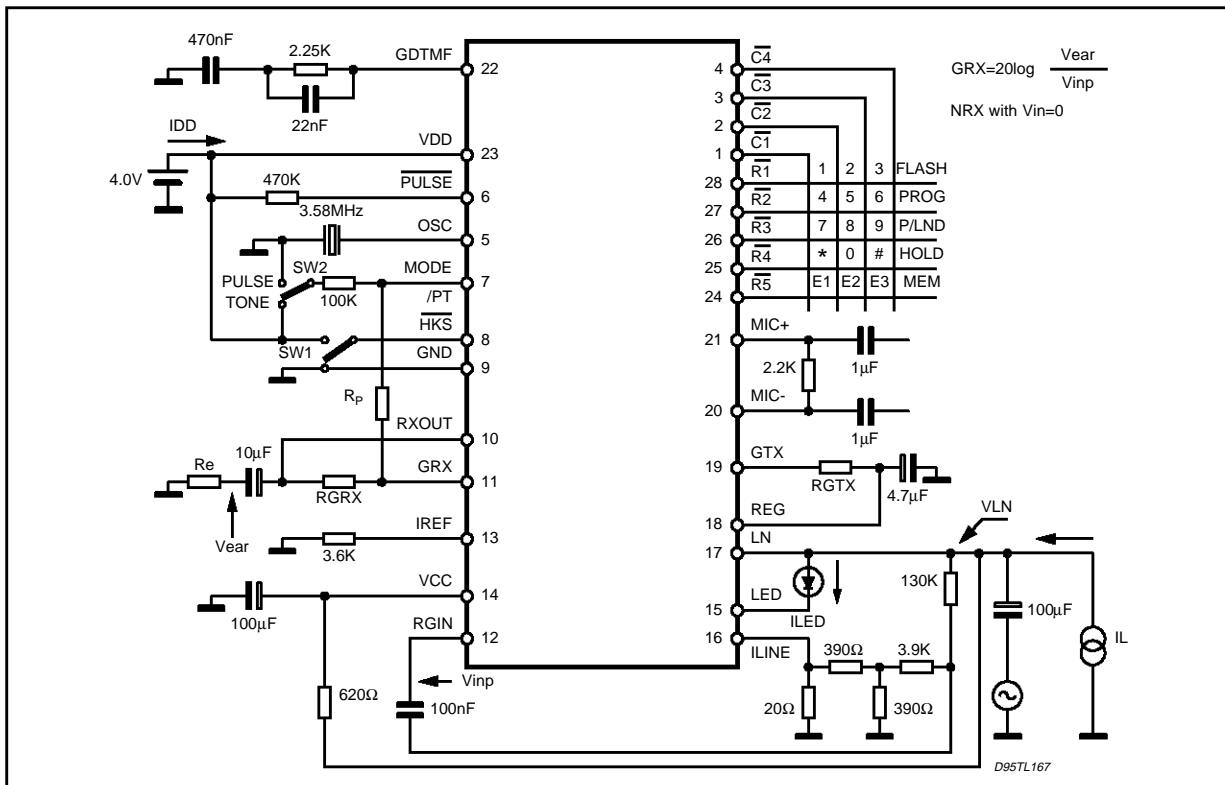 470nF
2.25K
GDTMF
22
22nF
IDD
VDD
23
4.0V
470K
PULSE
6
3.58MHz
OSC
5
PULSE
SW2
MODE
7
TONE
100K
/PT
HKS
8
SW1
GND
9
RP
RXOUT
10
Re
10µF
GRX
11
RGRX
Vear
IREF
13
3.6K
VCC
14
100µF
RGIN
12
Vinp
620Ω
100nF
4
C4
3
C3
2
C2
1
C1
28
R1
1 2 3 FLASH
27
R2
4 5 6 PROG
26
R3
7 8 9 P/LND
25
R4
* 0 # HOLD
24
R5
E1 E2 E3 MEM
GRX=20log Vear
Vinp
NRX with Vin=0
21
MIC+
1µF
2.2K
20
MIC-
1µF
19
GTX
RGTX
4.7µF
18
REG
VLN
17
LN
130K
LED
15
ILED
100µF
IL
16
ILINE
390Ω
3.9K
20Ω
390Ω
D95TL167